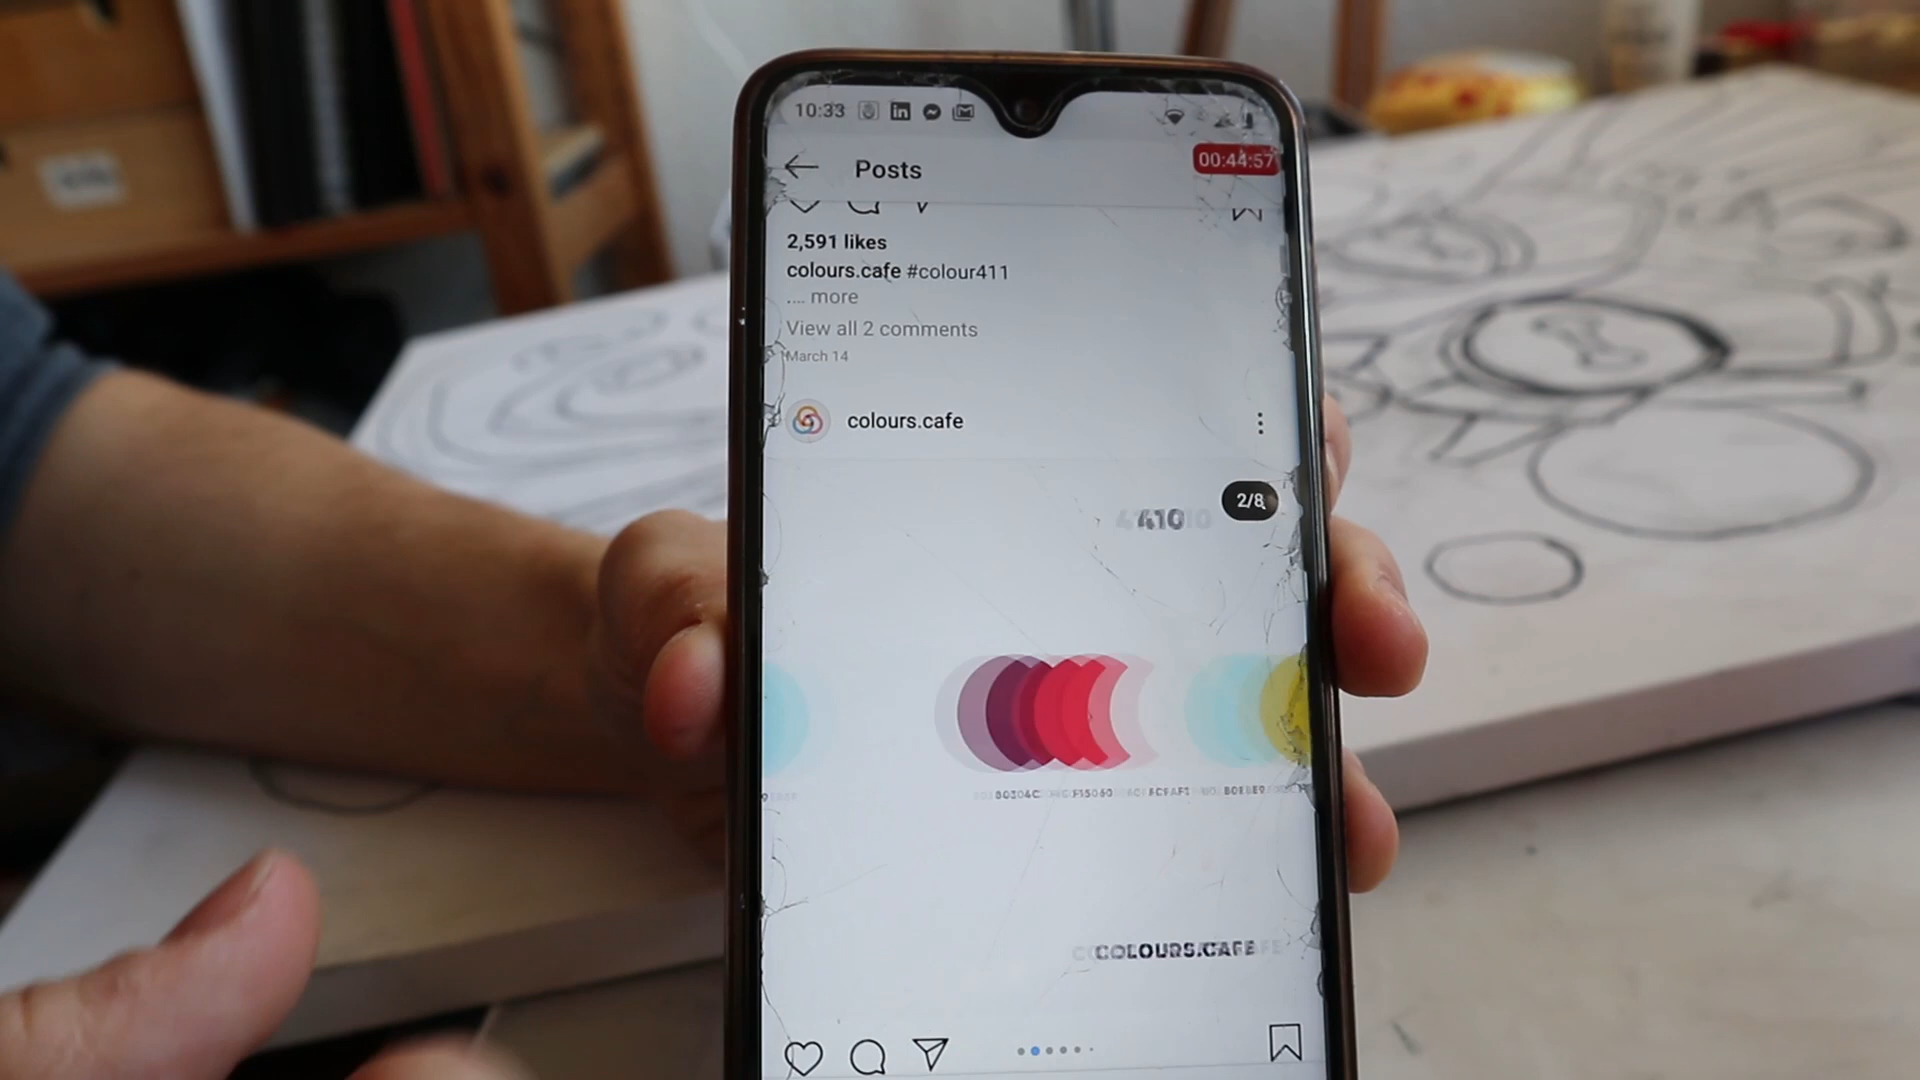 10:33
Posts
00:44:57
2,591 likes
colours.cafe #colour411
.... more
View all 2 comments
March 14
colours.cafe
2/8
410
COLOURS.CAFE